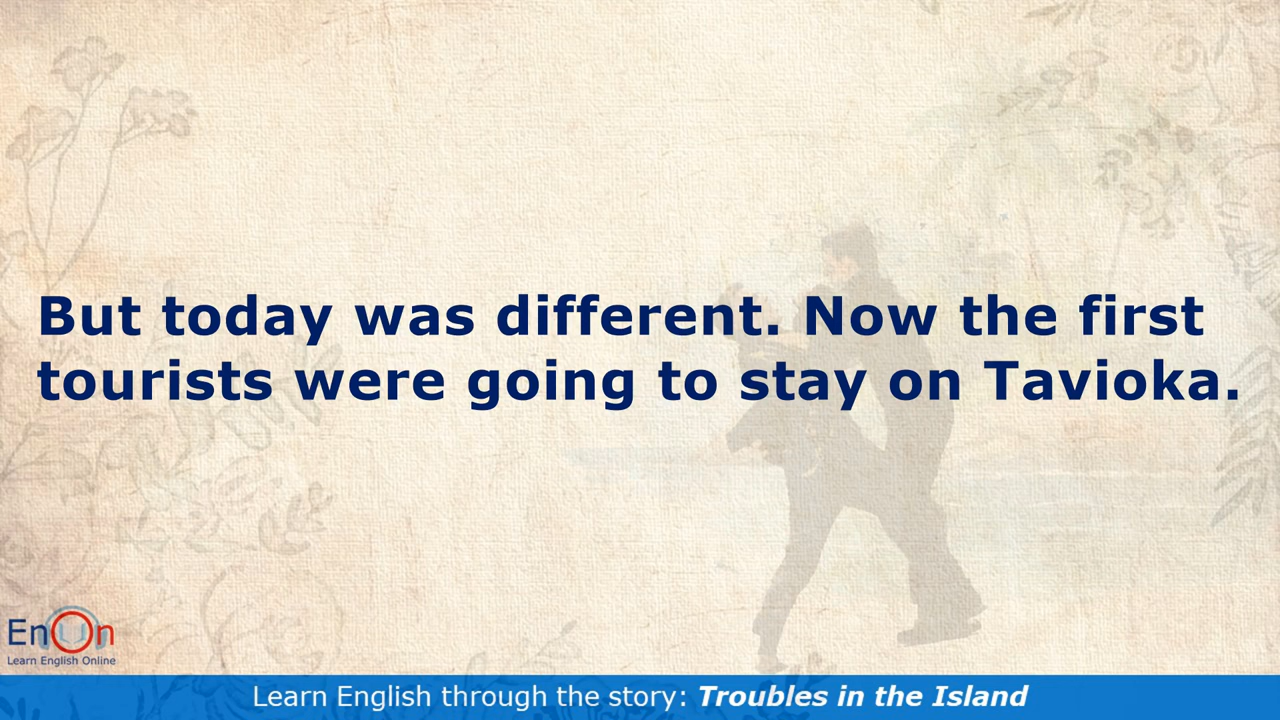 But today was different. Now the first
tourists were going to stay on Tavioka.
EnOn
Learn English Online
Learn English through the story: Troubles in the Island